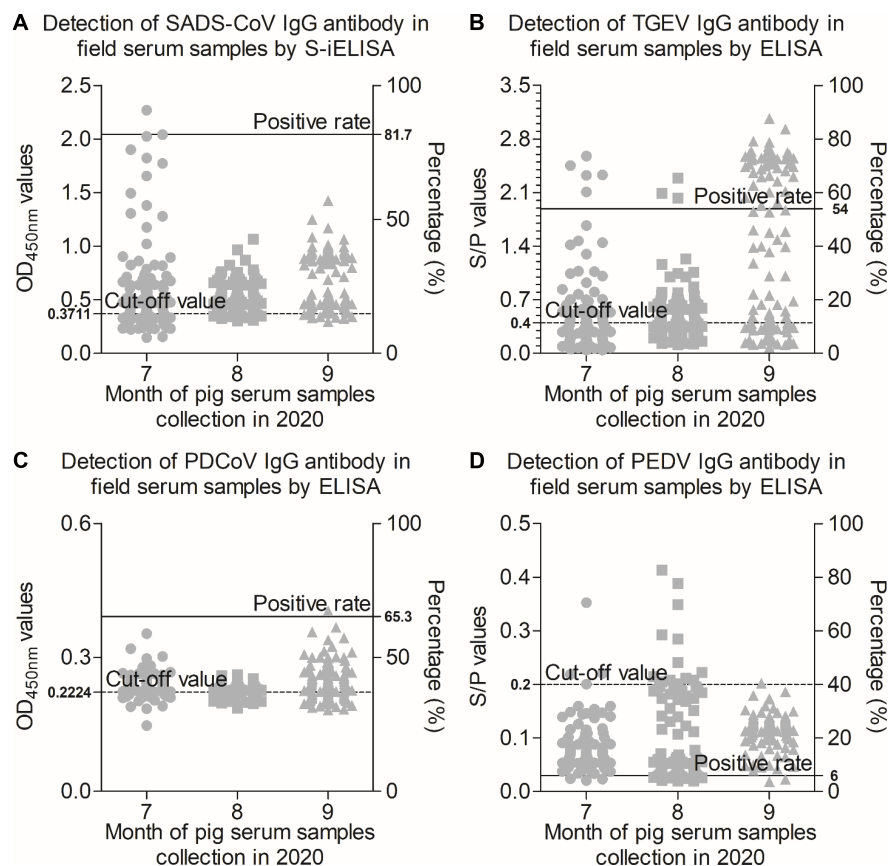 A Detection of SADS-CoV IgG antibody in
field serum samples by S-iELISA
OD450nm values
2.5
2.0
1.5
1.0
0.5
0.3711
0.0
Positive rate
Cut-off value
100
81.7
50
0
Percentage (%)
7 8 9
Month of pig serum samples
collection in 2020
B Detection of TGEV IgG antibody in
field serum samples by ELISA
S/P values
3.5
2.8
2.1
1.4
0.7
0.4
0.0
Positive rate
Cut-off value
100
80
60
54
40
20
0
Percentage (%)
7 8 9
Month of pig serum samples
collection in 2020
C Detection of PDCoV IgG antibody in
field serum samples by ELISA
OD450nm values
0.6
0.3
0.2224
0.0
Positive rate
Cut-off value
100
65.3
50
0
Percentage (%)
7 8 9
Month of pig serum samples
collection in 2020
D Detection of PEDV IgG antibody in
field serum samples by ELISA
S/P values
0.5
0.4
0.3
0.2
0.1
0.0
Cut-off value
Positive rate
100
80
60
40
20
6
0
Percentage (%)
7 8 9
Month of pig serum samples
collection in 2020